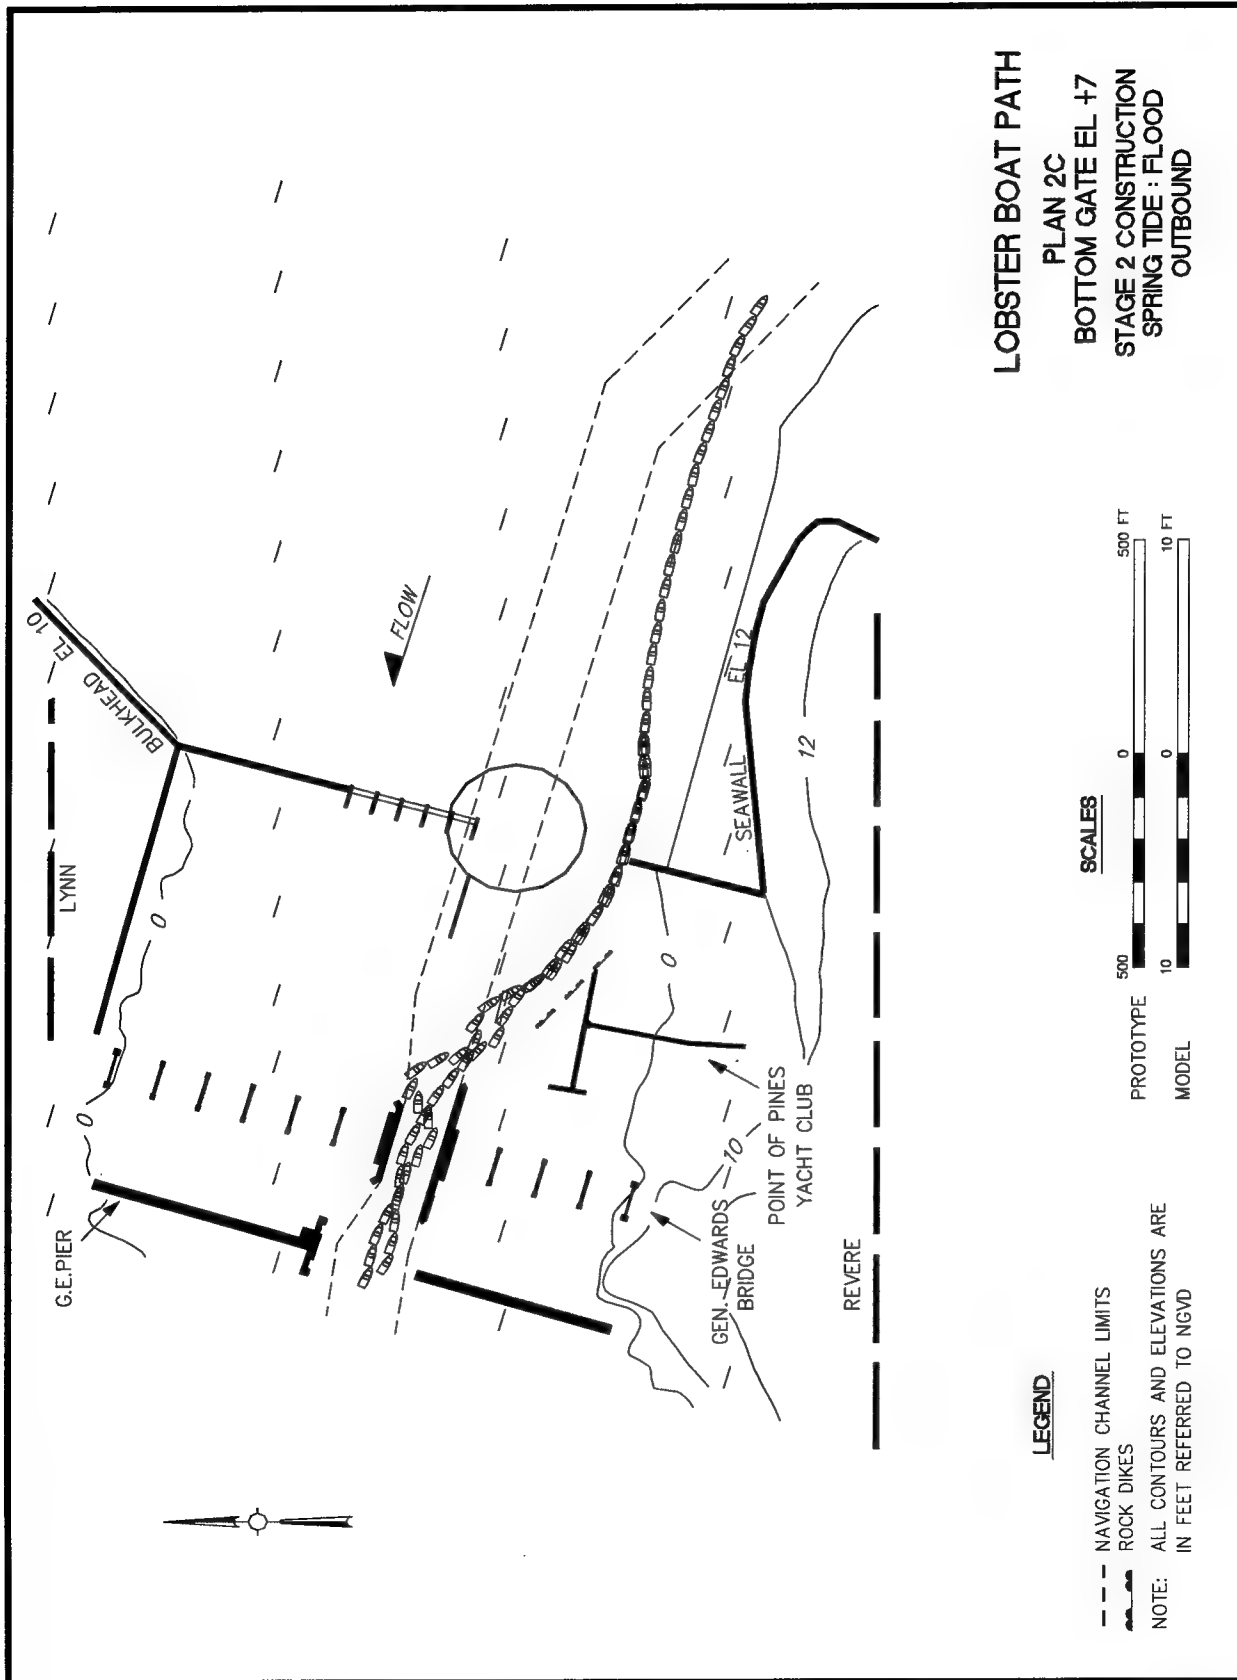 LYNN
G.E.PIER
BULKHEAD EL 10
0
0
FLOW
SEAWALL EL 12
12
0
10
POINT OF PINES
YACHT CLUB
GEN. EDWARDS
BRIDGE
REVERE
LEGEND
NAVIGATION CHANNEL LIMITS
ROCK DIKES
NOTE: ALL CONTOURS AND ELEVATIONS ARE
IN FEET REFERRED TO NGVD
SCALES
PROTOTYPE 500 0 500 FT
MODEL 10 0 10 FT
LOBSTER BOAT PATH
PLAN 2C
BOTTOM GATE EL +7
STAGE 2 CONSTRUCTION
SPRING TIDE : FLOOD
OUTBOUND